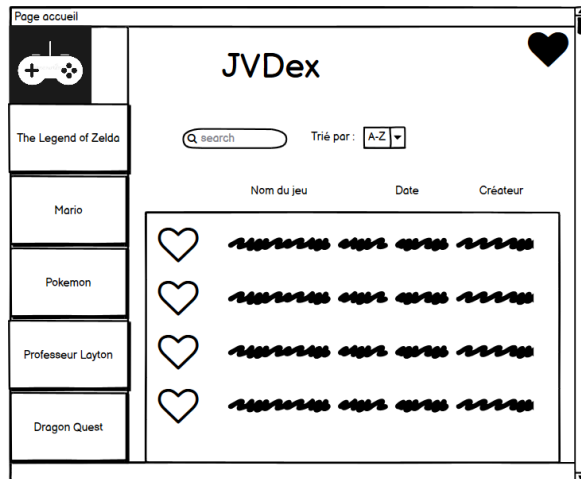 Page accueil
JVDex
The Legend of Zelda
search
Trié par :
A-Z
Nom du jeu
Date
Créateur
Mario
Pokemon
Professeur Layton
Dragon Quest